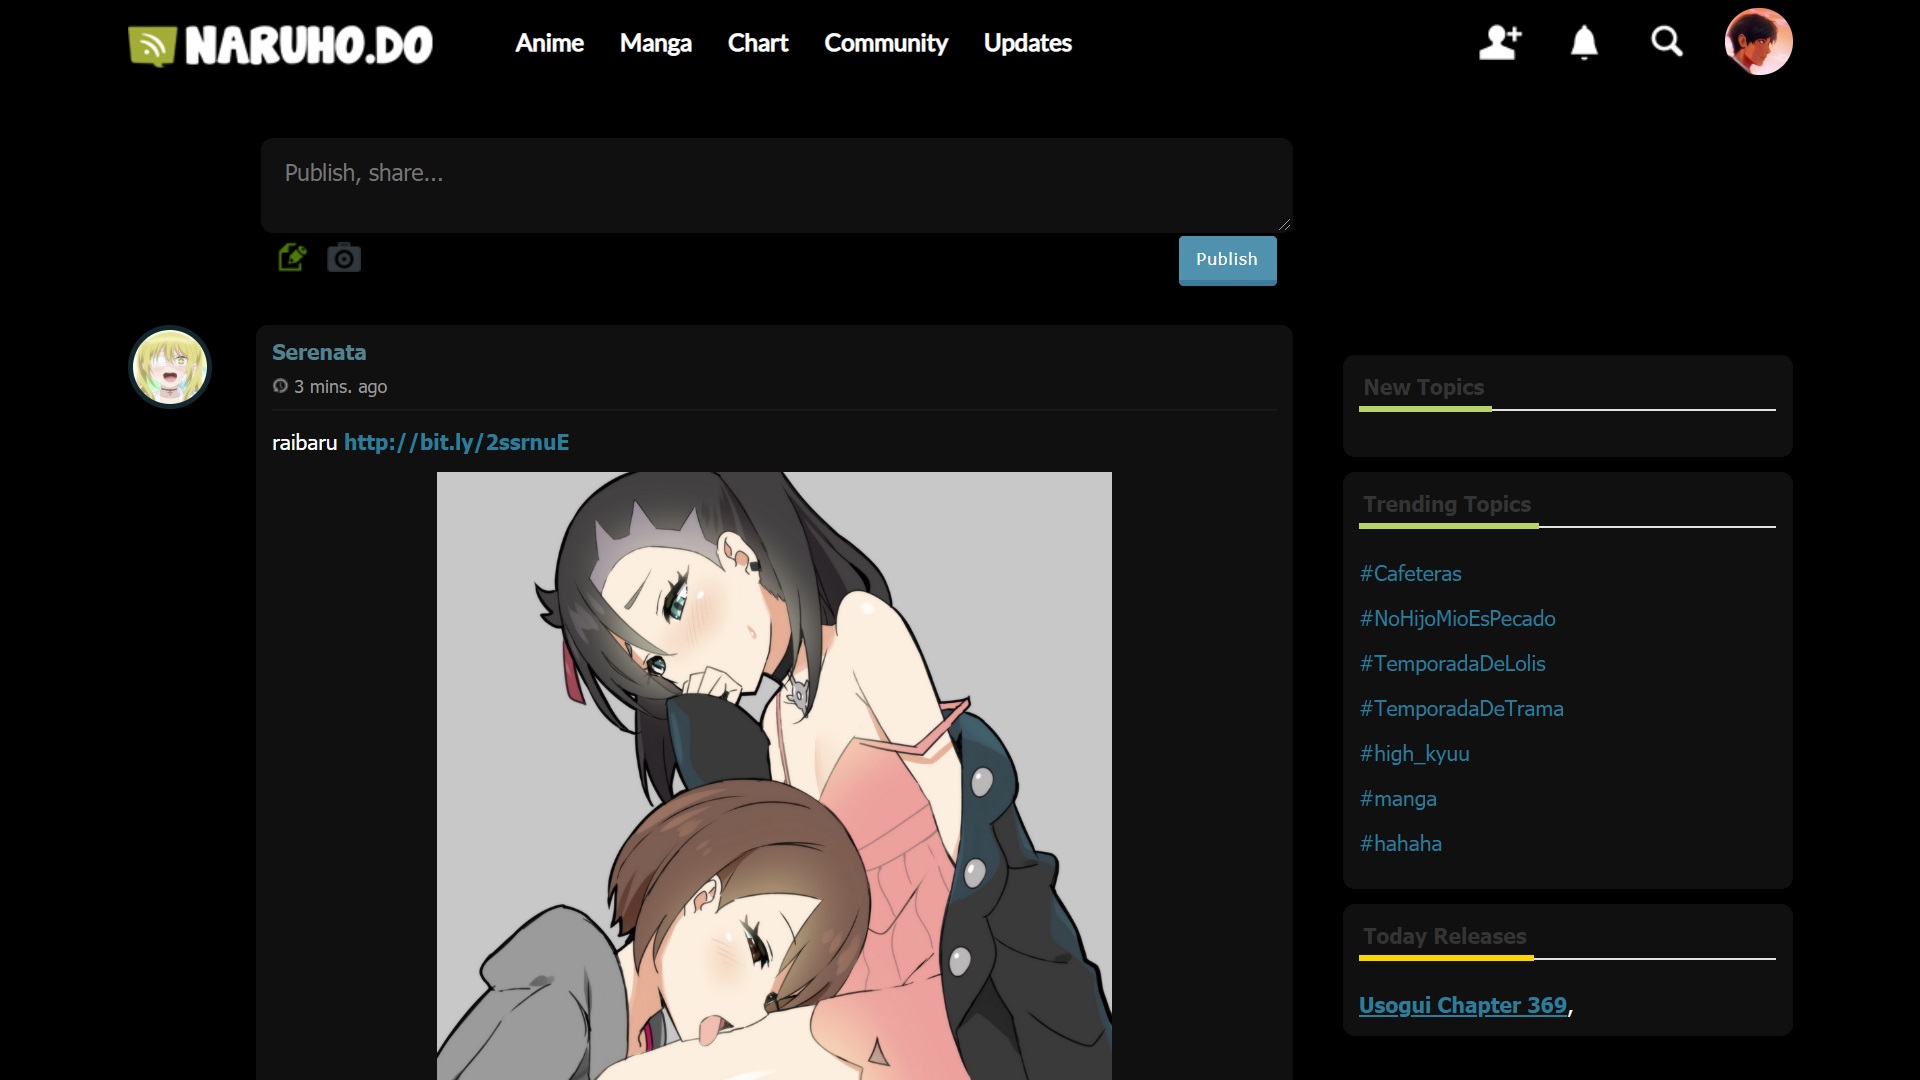 NARUHO.DO
Anime
Manga
Chart
Community
Updates
Publish, share...
Publish
Serenata
3 mins. ago
raibaru http://bit.ly/2ssrnuE
New Topics
Trending Topics
#Cafeteras
#NoHijoMioEsPecado
#TemporadaDeLolis
#TemporadaDeTrama
#high_kyuu
#manga
#hahaha
Today Releases
Usogui Chapter 369,